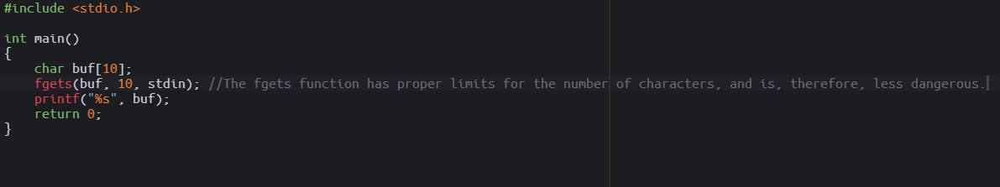 #include <stdio.h>
int main()
{
    char buf[10];
    fgets(buf, 10, stdin); //The fgets function has proper limits for the number of characters, and is, therefore, less dangerous.
    printf("%s", buf);
    return 0;
}